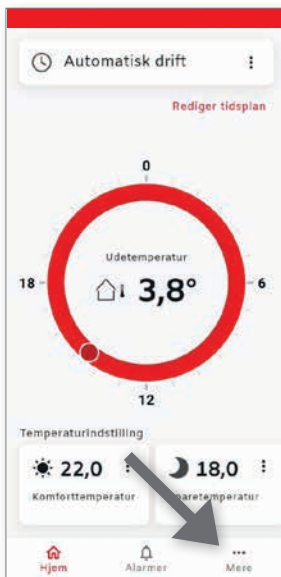 Automatisk drift
Rediger tidsplan
0
Udetemperatur
18
3,8°
6
12
Temperaturindstilling
22,0
18,0
Komforttemperatur
aretemperatur
Hjem
Alarmer
Mere